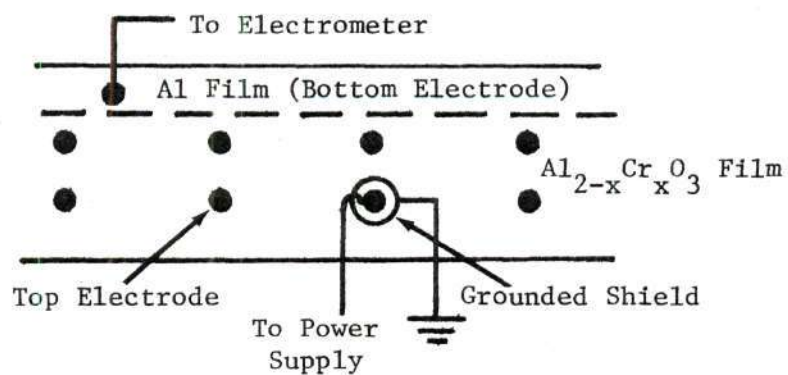 To Electrometer
Al Film (Bottom Electrode)
Al2-xCrxO3 Film
Top Electrode
Grounded Shield
To Power
Supply